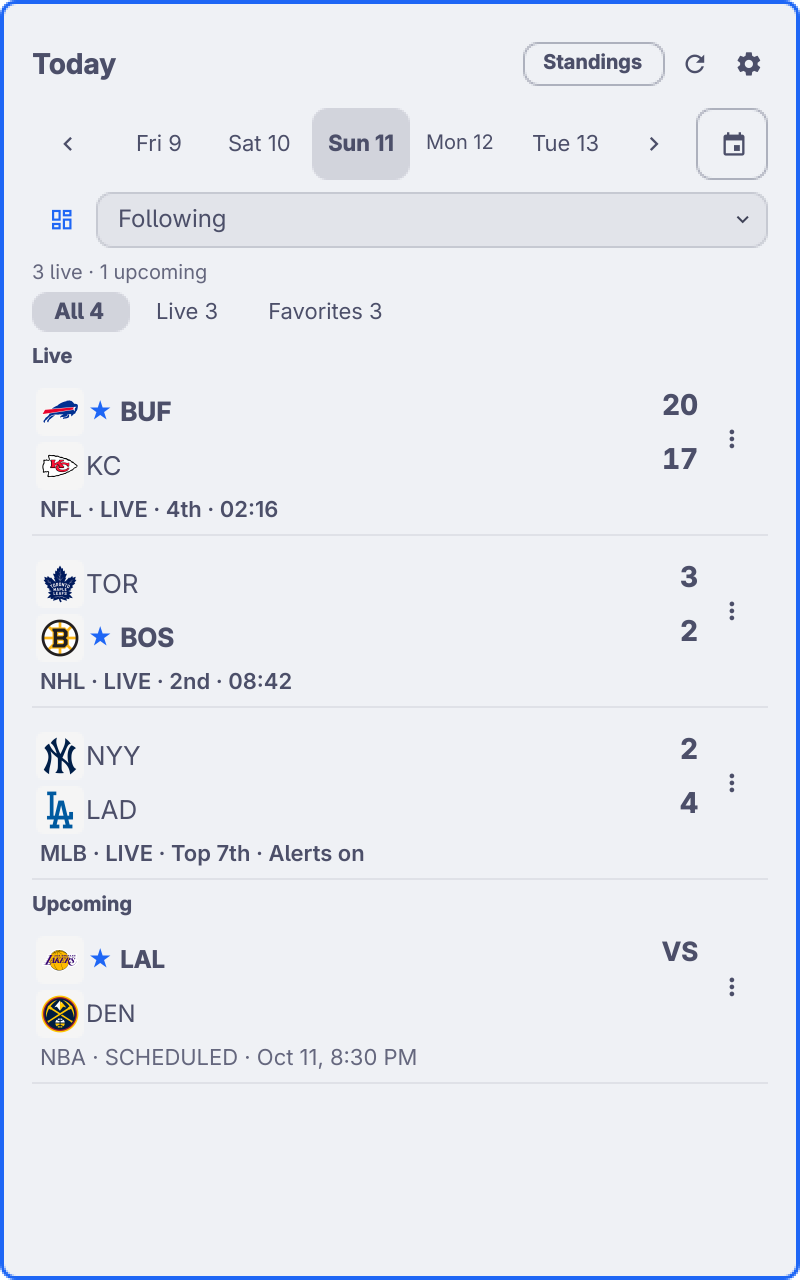 Today
Standings
Fri 9
Sat 10
Sun 11
Mon 12
Tue 13
Following
3 live · 1 upcoming
All 4
Live 3
Favorites 3
Live
★ BUF
20
KC
17
NFL · LIVE · 4th · 02:16
TOR
3
B
★ BOS
2
NHL · LIVE · 2nd · 08:42
NY
NYY
2
LA
LAD
4
MLB · LIVE · Top 7th · Alerts on
Upcoming
LAKERS
★ LAL
VS
DEN
NBA · SCHEDULED · Oct 11, 8:30 PM